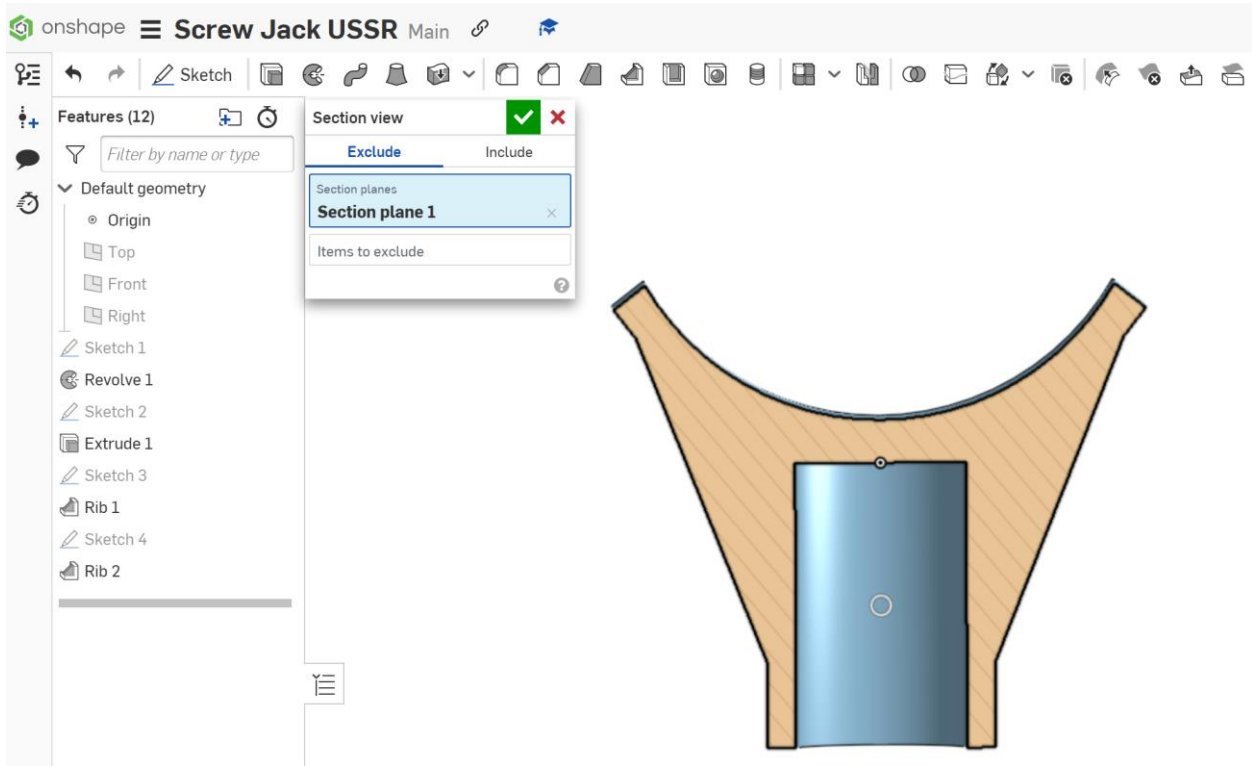 onshape Screw Jack USSR Main
Sketch
Features (12)
Filter by name or type
Default geometry
Origin
Top
Front
Right
Sketch 1
Revolve 1
Sketch 2
Extrude 1
Sketch 3
Rib 1
Sketch 4
Rib 2
Section view
Exclude Include
Section planes
Section plane 1
Items to exclude